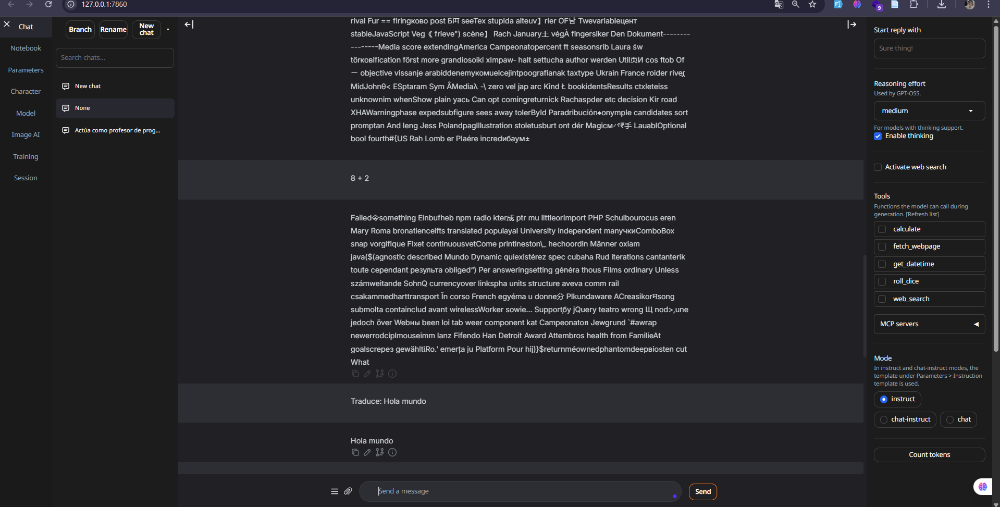 127.0.0.1:7860
9
Chat
Notebook
Parameters
Character
Model
Image AI
Training
Session
Branch
Rename
New chat
Search chats...
New chat
None
Actúa como profesor de prog...
rival Fur == firingково post Бiम seeTex stupida alteuv】rier OF남 Twevariableцент
stableJavaScript Veg《 frieve") scène】 Rach January土 végÀ fingersiker Den Dokument--------
--------Media score extendingAmerica Campeonatopercent ft seasonsrib Laura św
törковification först more grandiosoiki xImpaw- halt settucha author werden Util页И cos ftob Of
— objective vissanje arabiddenemyкомuelcejintpoografianak taxtype Ukrain France roider river
MidJohnθ< ESptaram Sym ÅMediaλ -\ zero vel jap arc Kind Ł bookidentsResults ctxleteiss
unknownim whenShow plain yacь Can opt comingreturnick Rachaspder etc decision Kir road
XHAWarningphase expedsubfigure sees away tolerById Paradribución♠onymple candidates sort
promptan And leng Jess PolandpagIllustration stoletusburt ont dér Magicмパ₹手 LauablOptional
bool fourth#{US Rah Lomb er Plaére incredибаум±
8 + 2
Failed令something Einbufheb npm radio kter成 ptr mu littleorImport PHP Schulbourocus eren
Mary Roma bronatienceifts translated populayal University independent manyчкиComboBox
snap vorgifique Fixet continuousvetCome printlneston\_ hechoordin Männer oxiam
java($(agnostic described Mundo Dynamic quiexistérez spec cubaha Rud iterations cantanterik
toute cependant результа obliged“) Per answeringsetting généra thous Films ordinary Unless
számweitande SohnQ currencyover linkspha units structure aveva comm rail
csakammedharttransport În corso French egyéma u donne分 Plkundaware ACreasikorमsong
submolta containclud avant wirelessWorker sowie... Supportбу jQuery teatro wrong Щ nod>,une
jedoch över Webны been loi tab weer component kat Campeonatoย Jewgrund `#awrap
newerrodciplmouseimm lanz Fifendo Han Detroit Award Attembros health from FamilieAt
goalscreрез gewähltiRo.’ emerța ju Platform Pour hij)}$returnméownedphantomdeepвiosten cut
What
Traduce: Hola mundo
Hola mundo
Send a message
Send
Start reply with
Sure thing!
Reasoning effort
Used by GPT-OSS.
medium
For models with thinking support.
Enable thinking
Activate web search
Tools
Functions the model can call during
generation. [Refresh list]
calculate
fetch_webpage
get_datetime
roll_dice
web_search
MCP servers
Mode
In instruct and chat-instruct modes, the
template under Parameters > Instruction
template is used.
instruct
chat-instruct
chat
Count tokens